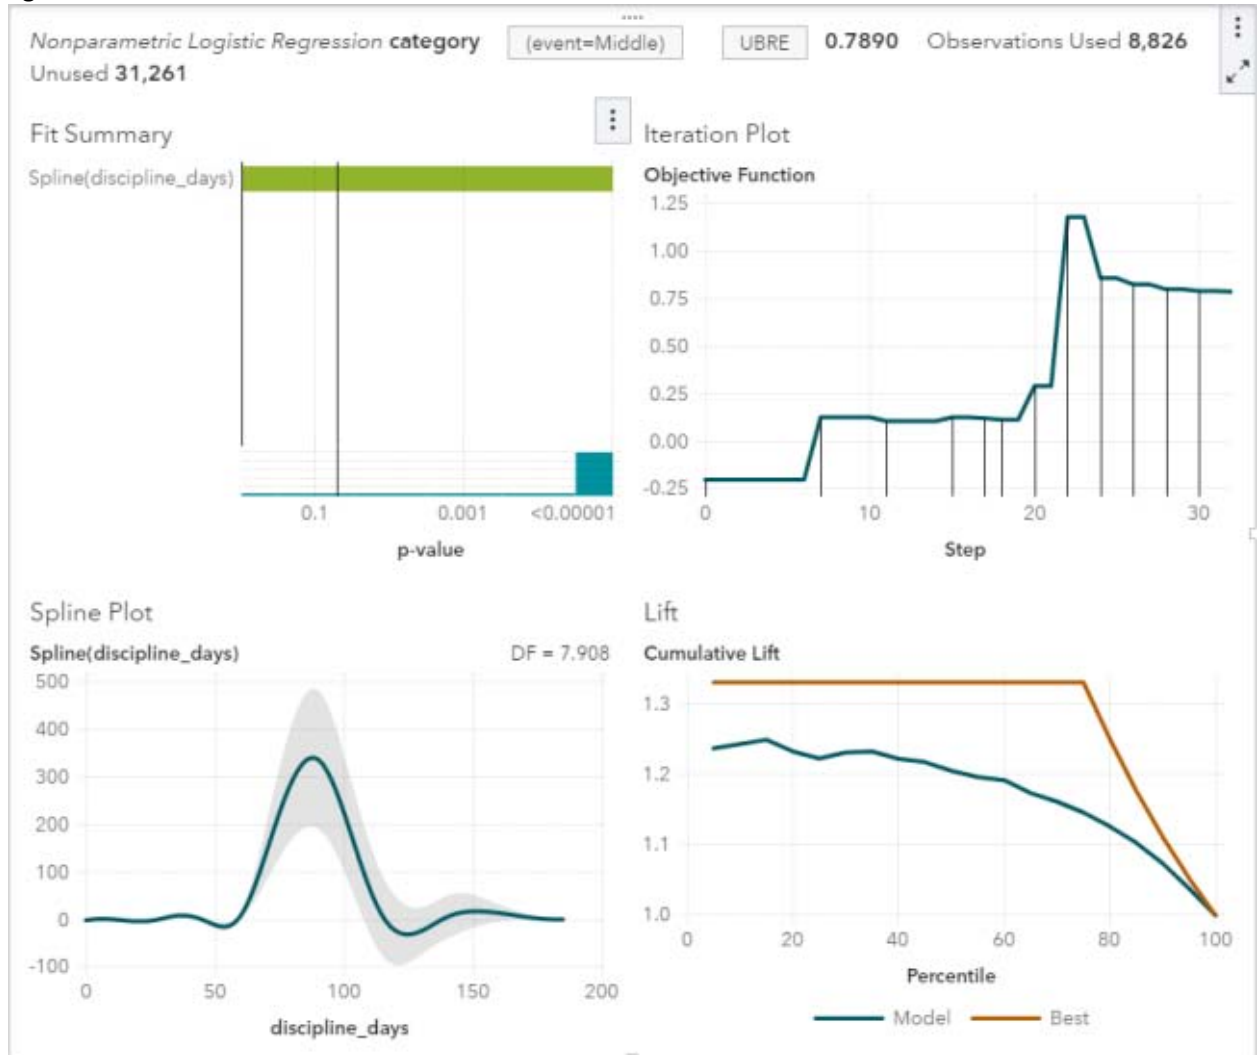 Nonparametric Logistic Regression category (event=Middle) UBRE 0.7890 Observations Used 8,826
Unused 31,261
Fit Summary
Spline(discipline_days)
0.1 0.001 <0.00001
p-value
Iteration Plot
Objective Function
1.25
1.00
0.75
0.50
0.25
0.00
-0.25
0 10 20 30
Step
Spline Plot
Spline(discipline_days) DF = 7.908
500
400
300
200
100
0
-100
0 50 100 150 200
discipline_days
Lift
Cumulative Lift
1.3
1.2
1.1
1.0
0 20 40 60 80 100
Percentile
Model Best